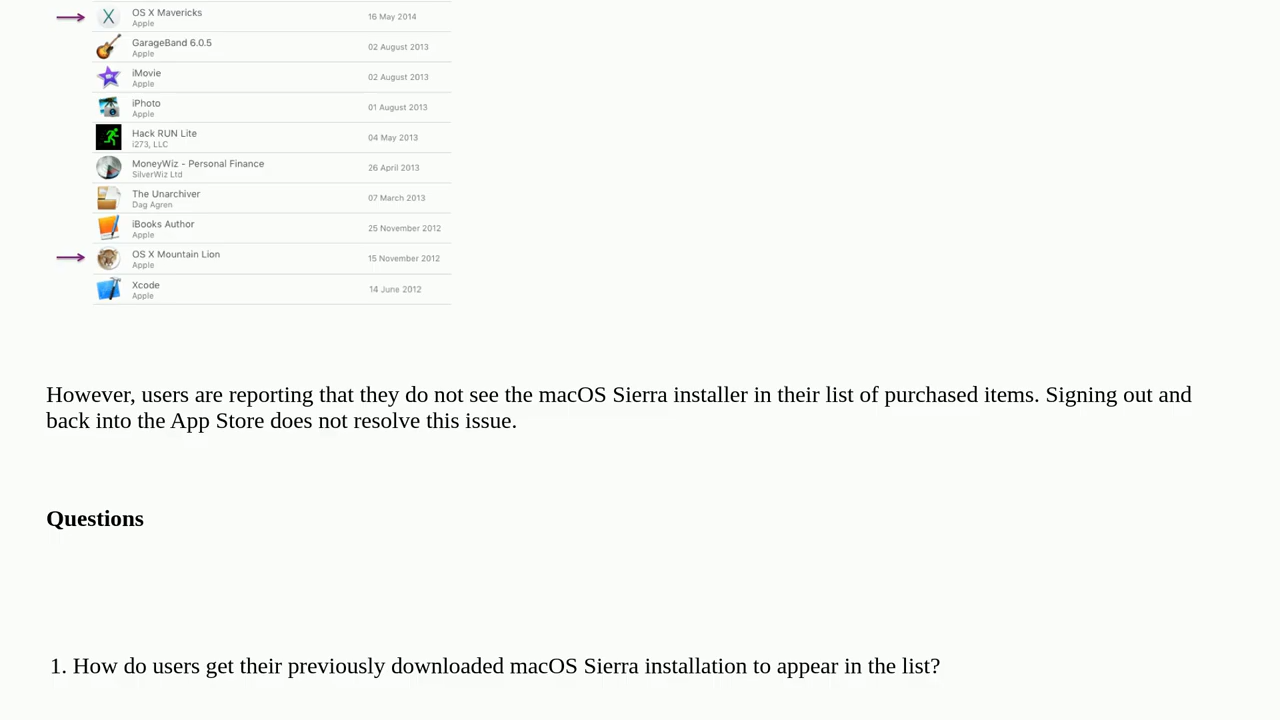 OS X Mavericks
Apple
16 May 2014
GarageBand 6.0.5
Apple
02 August 2013
iMovie
Apple
02 August 2013
iPhoto
Apple
01 August 2013
Hack RUN Lite
i273, LLC
04 May 2013
MoneyWiz - Personal Finance
SilverWiz Ltd
26 April 2013
The Unarchiver
Dag Agren
07 March 2013
iBooks Author
Apple
25 November 2012
OS X Mountain Lion
Apple
15 November 2012
Xcode
Apple
14 June 2012
However, users are reporting that they do not see the macOS Sierra installer in their list of purchased items. Signing out and
back into the App Store does not resolve this issue.
Questions
1. How do users get their previously downloaded macOS Sierra installation to appear in the list?